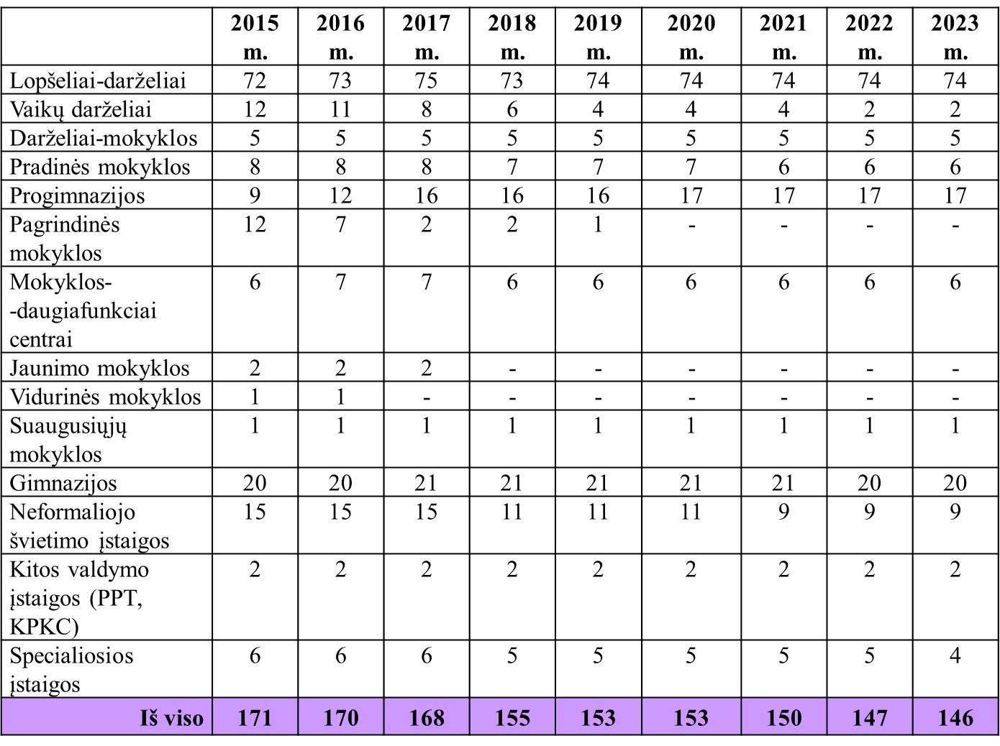 2015 m. 2016 m. 2017 m. 2018 m. 2019 m. 2020 m. 2021 m. 2022 m. 2023 m.
Lopšeliai-darželiai 72 73 75 73 74 74 74 74 74
Vaikų darželiai 12 11 8 6 4 4 4 2 2
Darželiai-mokyklos 5 5 5 5 5 5 5 5 5
Pradinės mokyklos 8 8 8 7 7 7 6 6 6
Progimnazijos 9 12 16 16 16 17 17 17 17
Pagrindinės 12 7 2 2 1 - - - -
mokyklos
Mokyklos- 6 7 7 6 6 6 6 6 6
-daugiafunkciai
centrai
Jaunimo mokyklos 2 2 2 - - - - - -
Vidurinės mokyklos 1 1 - - - - - - -
Suaugusiųjų 1 1 1 1 1 1 1 1 1
mokyklos
Gimnazijos 20 20 21 21 21 21 21 20 20
Neformaliojo 15 15 15 11 11 11 9 9 9
švietimo įstaigos
Kitos valdymo 2 2 2 2 2 2 2 2 2
įstaigos (PPT,
KPKC)
Specialiosios 6 6 6 5 5 5 5 5 4
įstaigos
Iš viso 171 170 168 155 153 153 150 147 146